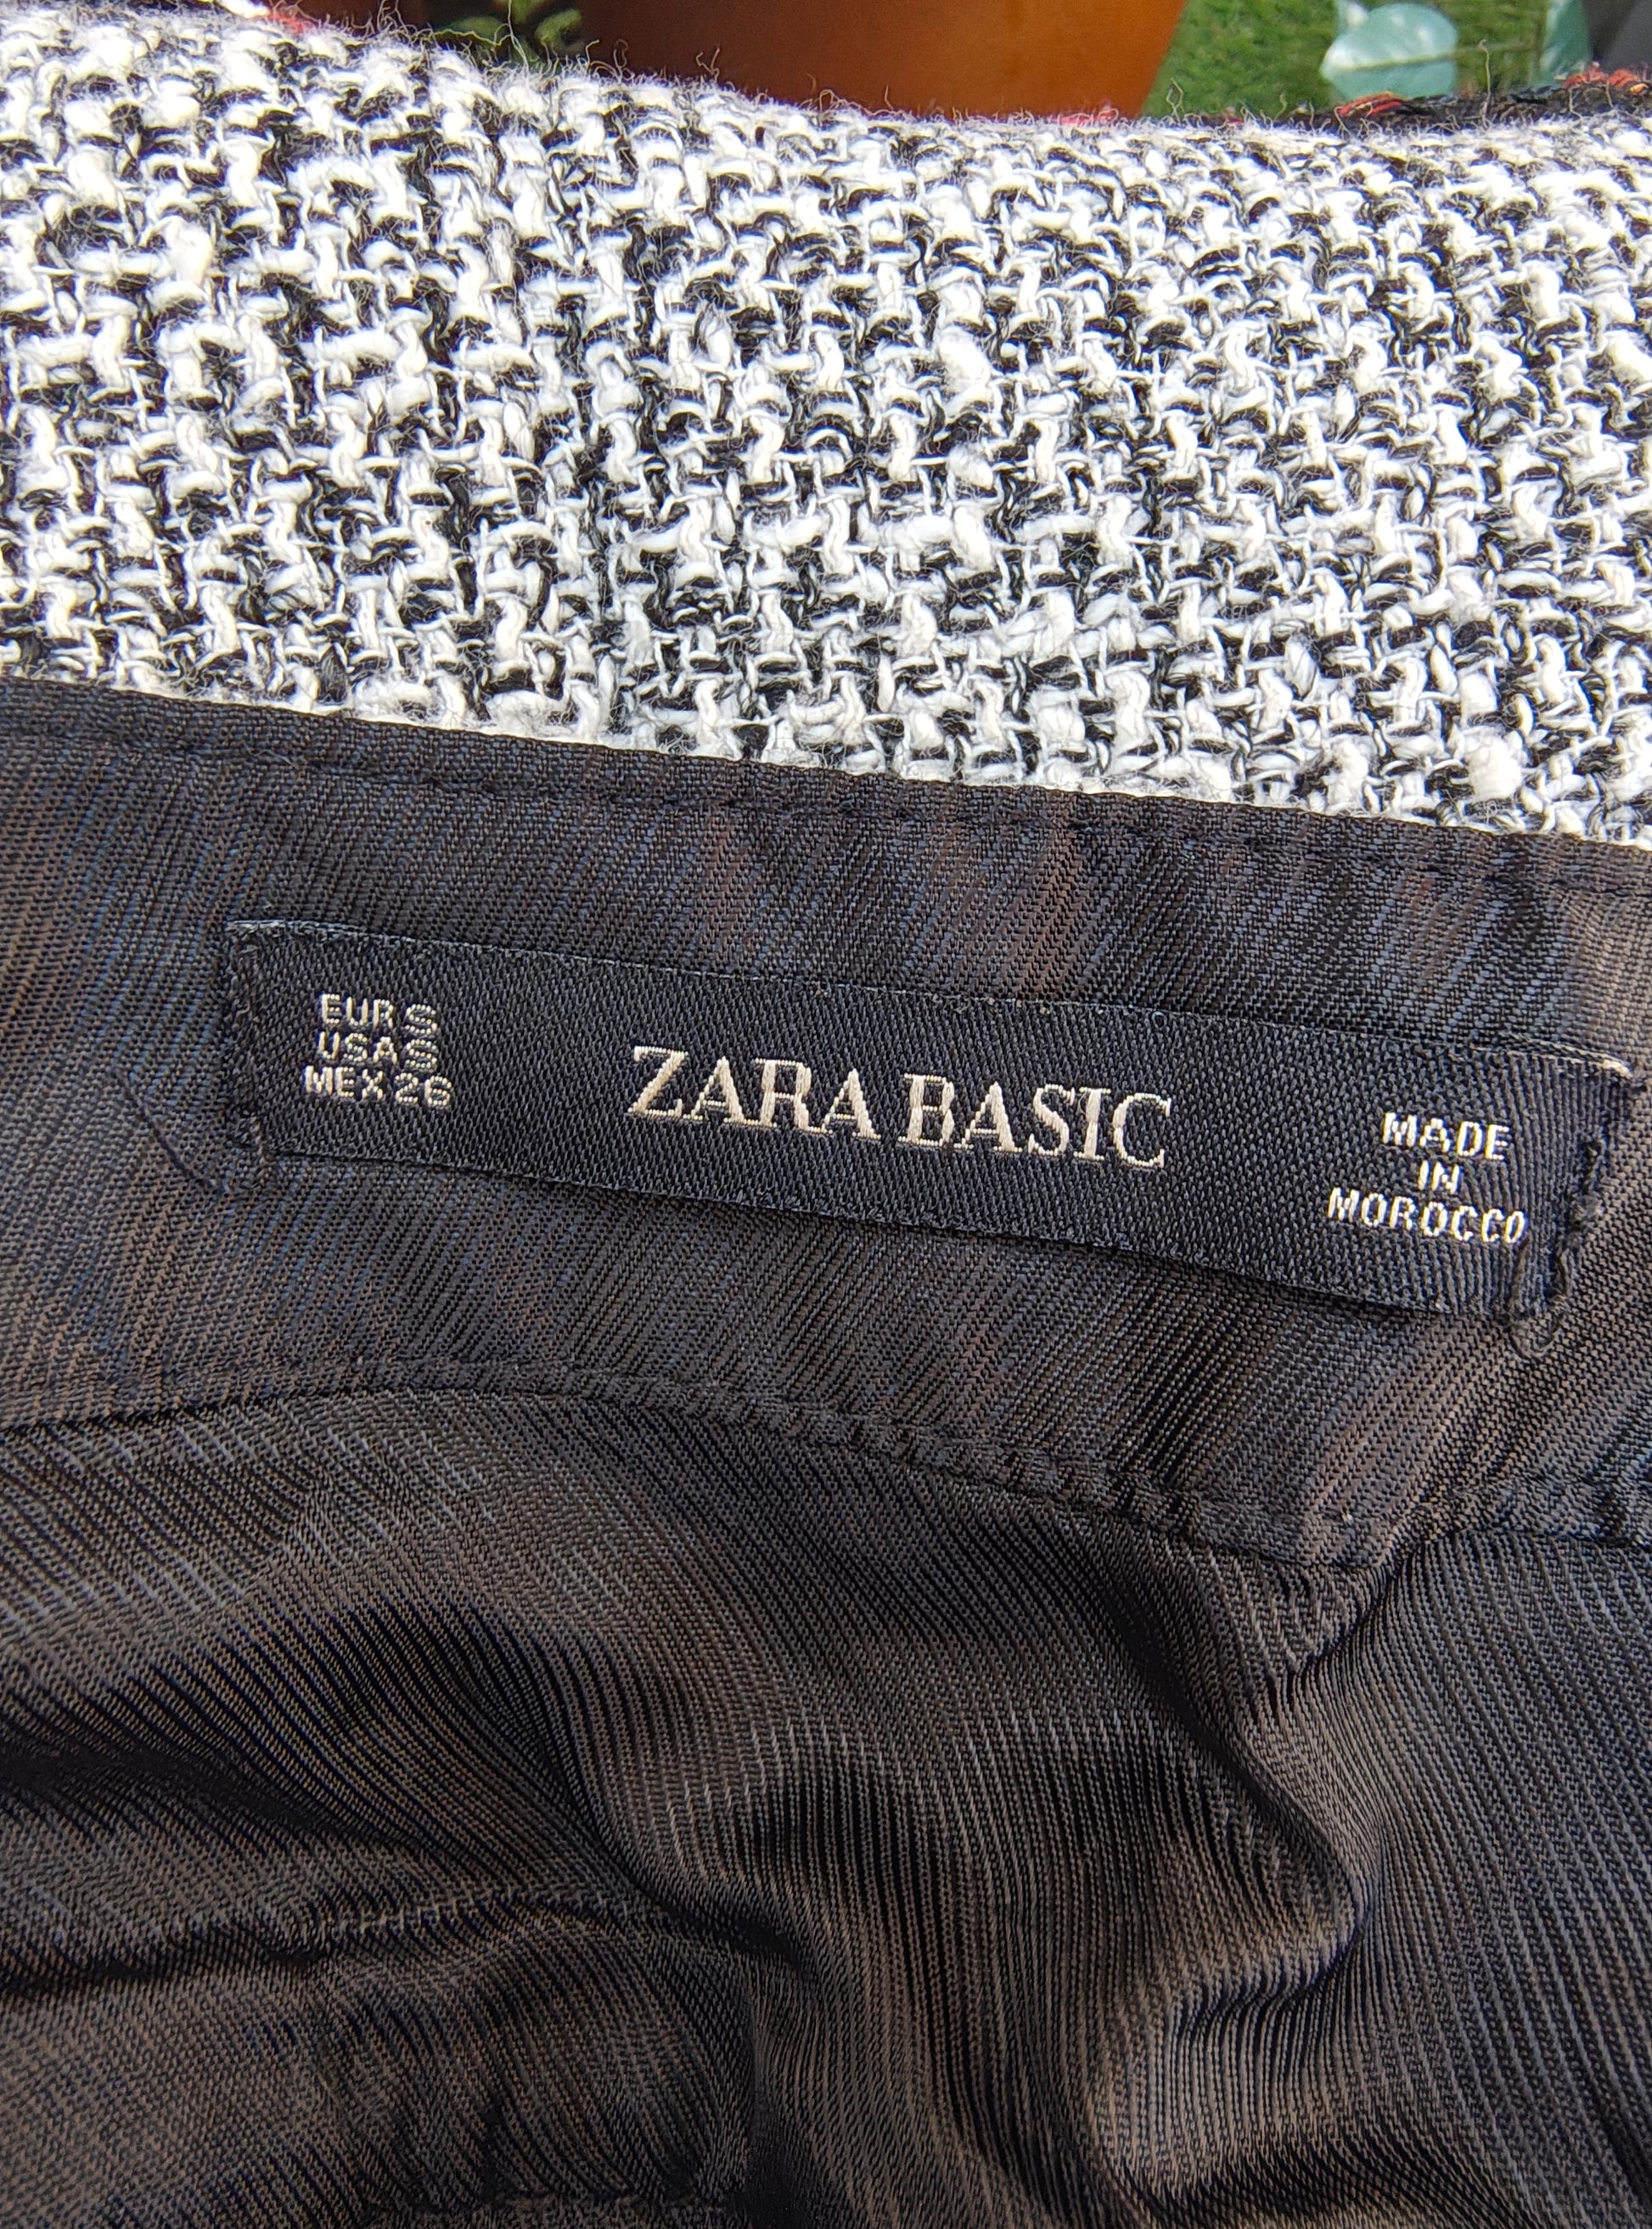 EUR S
USA S
MEX 26
ZARA BASIC
MADE
IN
MOROCCO